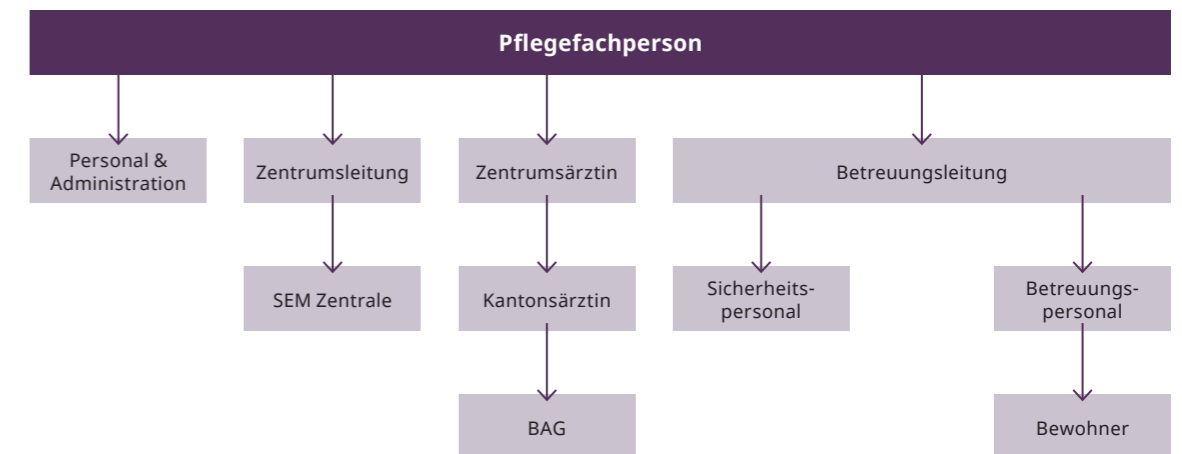 Pflegefachperson
Personal &
Administration
Zentrumsleitung
Zentrumsärztin
Betreuungsleitung
SEM Zentrale
Kantonsärztin
Sicherheits-
personal
Betreuungs-
personal
BAG
Bewohner